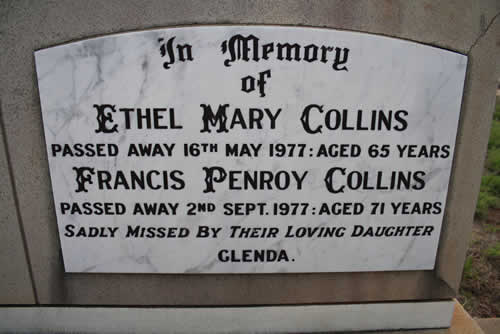 In Memory
of
ETHEL MARY COLLINS
PASSED AWAY 16TH MAY 1977: AGED 65 YEARS
FRANCIS PENROY COLLINS
PASSED AWAY 2ND SEPT. 1977: AGED 71 YEARS
SADLY MISSED BY THEIR LOVING DAUGHTER
GLENDA.